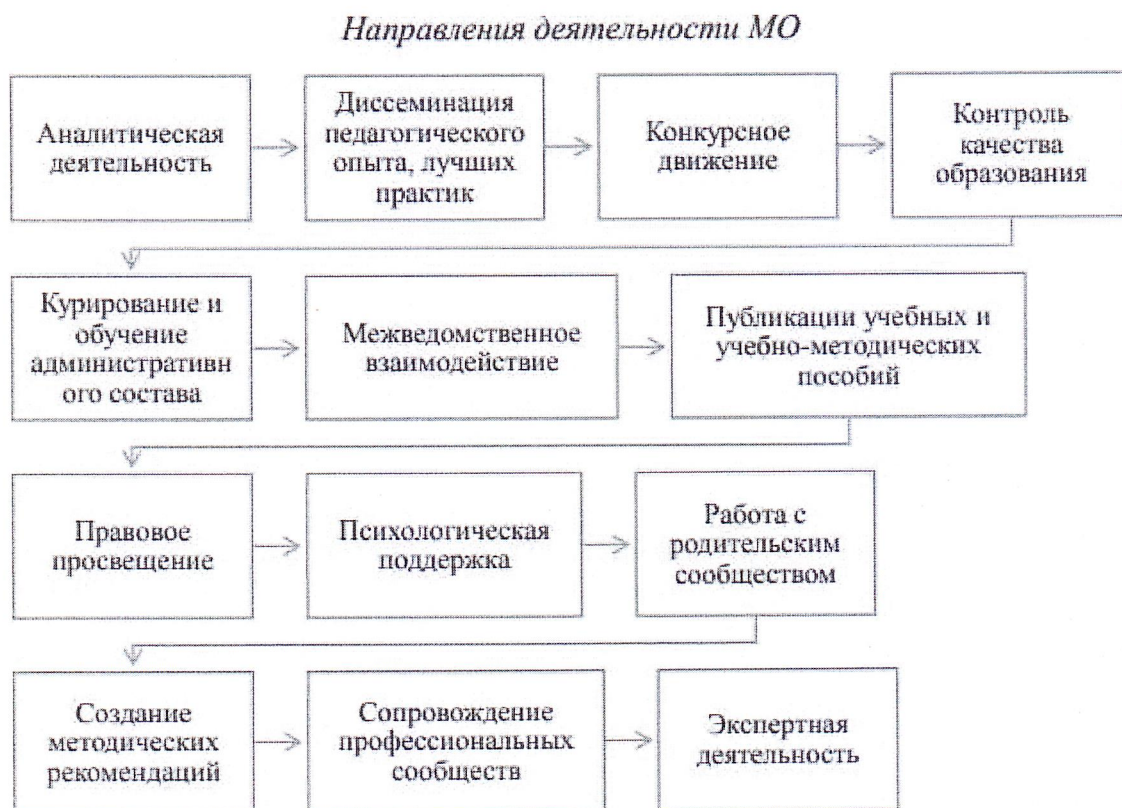 Направления деятельности МО
Аналитическая
деятельность
Диссеминация
педагогического
опыта, лучших
практик
Конкурсное
движение
Контроль
качества
образования
Курирование и
обучение
административн
ого состава
Межведомственное
взаимодействие
Публикации учебных и
учебно-методических
пособий
Правовое
просвещение
Психологическая
поддержка
Работа с
родительским
сообществом
Создание
методических
рекомендаций
Сопровождение
профессиональных
сообществ
Экспертная
деятельность